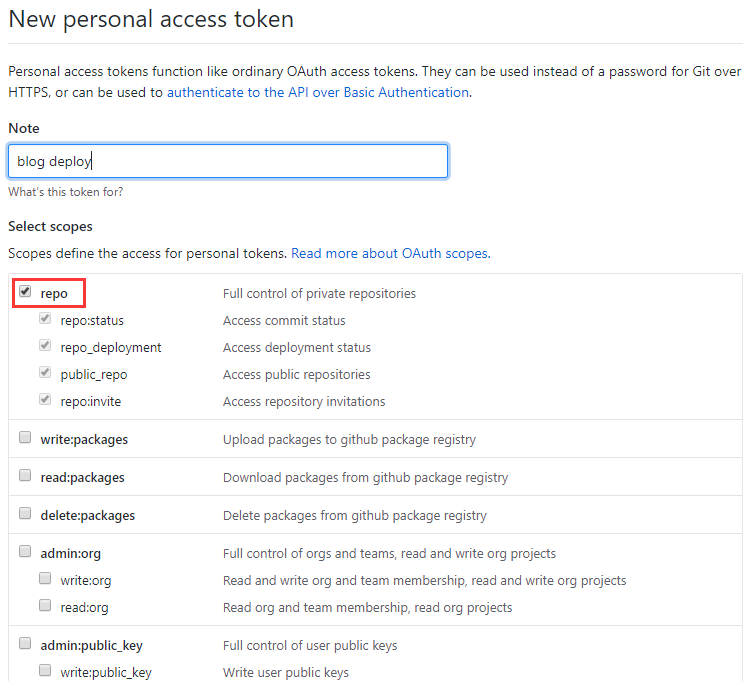 New personal access token
Personal access tokens function like ordinary OAuth access tokens. They can be used instead of a password for Git over
HTTPS, or can be used to authenticate to the API over Basic Authentication.
Note
blog deploy
What's this token for?
Select scopes
Scopes define the access for personal tokens. Read more about OAuth scopes.
repo Full control of private repositories
repo:status Access commit status
repo_deployment Access deployment status
public_repo Access public repositories
repo:invite Access repository invitations
write:packages Upload packages to github package registry
read:packages Download packages from github package registry
delete:packages Delete packages from github package registry
admin:org Full control of orgs and teams, read and write org projects
write:org Read and write org and team membership, read and write org projects
read:org Read org and team membership, read org projects
admin:public_key Full control of user public keys
write:public_key Write user public keys